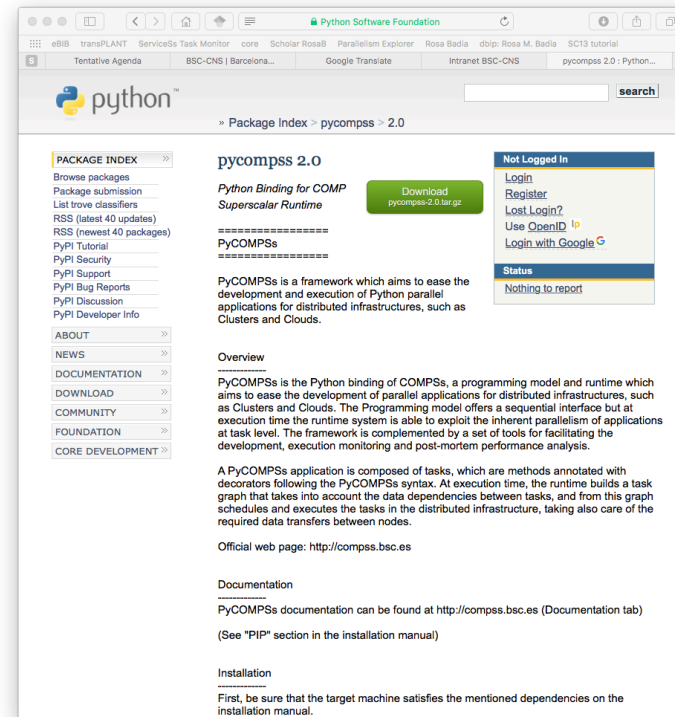 Python Software Foundation
eBIB transPLANT ServiceSs Task Monitor core Scholar RosaB Parallelism Explorer Rosa Badia dbip: Rosa M. Badia SC13 tutorial
S Tentative Agenda BSC-CNS | Barcelona... Google Translate Intranet BSC-CNS pycompss 2.0 : Python...
python™
search
» Package Index > pycompss > 2.0
PACKAGE INDEX »
Browse packages
Package submission
List trove classifiers
RSS (latest 40 updates)
RSS (newest 40 packages)
PyPI Tutorial
PyPI Security
PyPI Support
PyPI Bug Reports
PyPI Discussion
PyPI Developer Info
ABOUT »
NEWS »
DOCUMENTATION »
DOWNLOAD »
COMMUNITY »
FOUNDATION »
CORE DEVELOPMENT »
pycompss 2.0
Python Binding for COMP
Superscalar Runtime
Download
pycompss-2.0.tar.gz
=================
PyCOMPSs
=================
PyCOMPSs is a framework which aims to ease the
development and execution of Python parallel
applications for distributed infrastructures, such as
Clusters and Clouds.
Not Logged In
Login
Register
Lost Login?
Use OpenID
Login with Google
Status
Nothing to report
Overview
-------------
PyCOMPSs is the Python binding of COMPSs, a programming model and runtime which
aims to ease the development of parallel applications for distributed infrastructures, such
as Clusters and Clouds. The Programming model offers a sequential interface but at
execution time the runtime system is able to exploit the inherent parallelism of applications
at task level. The framework is complemented by a set of tools for facilitating the
development, execution monitoring and post-mortem performance analysis.
A PyCOMPSs application is composed of tasks, which are methods annotated with
decorators following the PyCOMPSs syntax. At execution time, the runtime builds a task
graph that takes into account the data dependencies between tasks, and from this graph
schedules and executes the tasks in the distributed infrastructure, taking also care of the
required data transfers between nodes.
Official web page: http://compss.bsc.es
Documentation
-------------
PyCOMPSs documentation can be found at http://compss.bsc.es (Documentation tab)
(See "PIP" section in the installation manual)
Installation
-------------
First, be sure that the target machine satisfies the mentioned dependencies on the
installation manual.